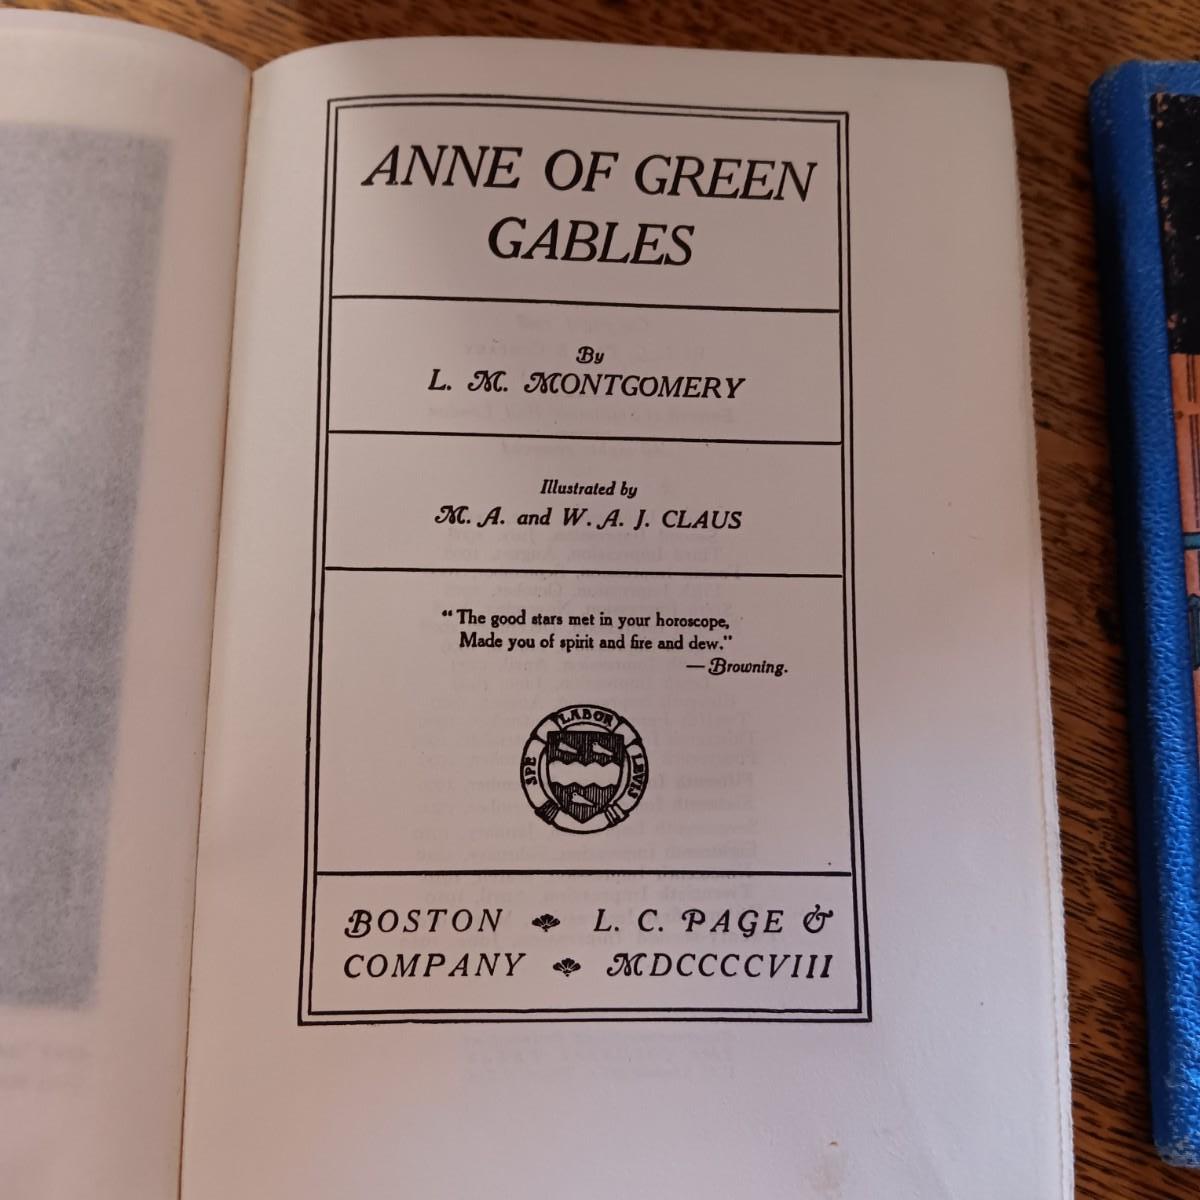 ANNE OF GREEN
GABLES
By
L. M. MONTGOMERY
Illustrated by
M. A. and W. A. J. CLAUS
“The good stars met in your horoscope,
Made you of spirit and fire and dew.”
—Browning.
SPE LABOR LEVIS
BOSTON L. C. PAGE &
COMPANY MDCCCCVIII